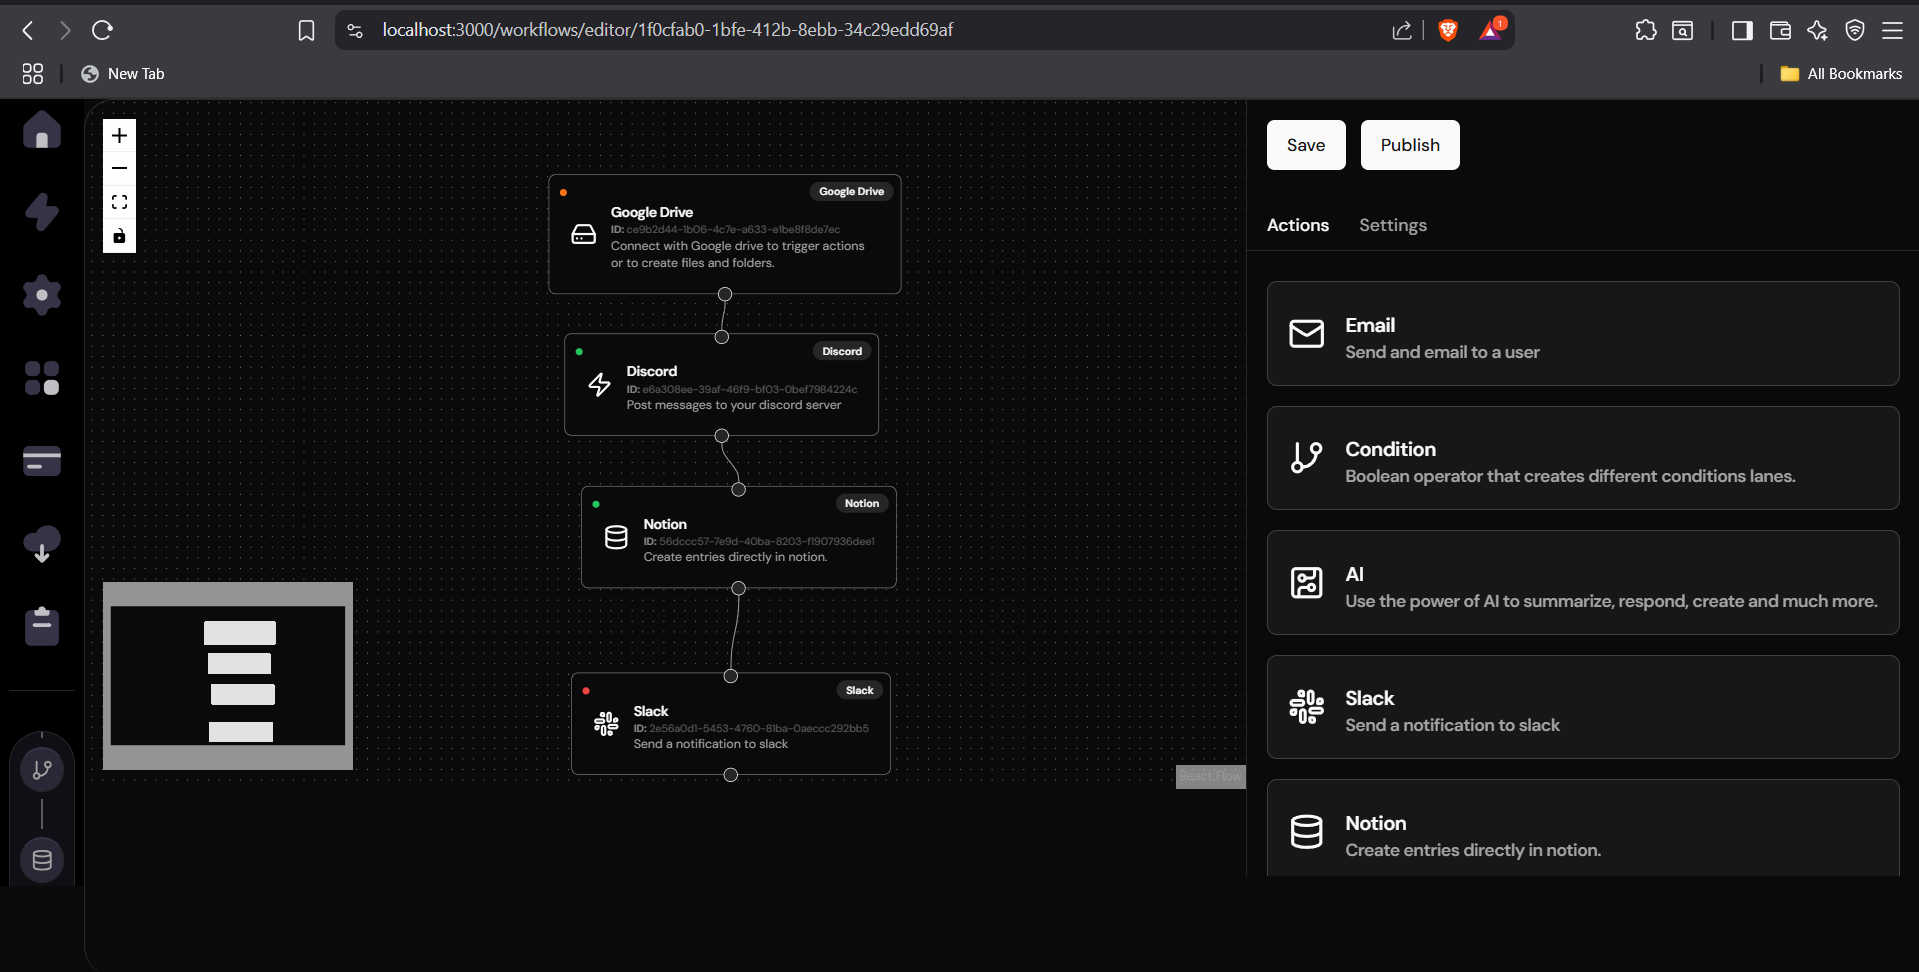 localhost:3000/workflows/editor/1f0cfab0-1bfe-412b-8ebb-34c29edd69af
1
New Tab
All Bookmarks
Save
Publish
Actions
Settings
Google Drive
Google Drive
ID: ce9b2d44-1b06-4c7e-a633-e1be8f8de7ec
Connect with Google drive to trigger actions
or to create files and folders.
Discord
Discord
ID: e6a308ee-39af-46f9-bf03-0bef7984224c
Post messages to your discord server
Notion
Notion
ID: 56dccc57-7e9d-40ba-8203-f1907936dee1
Create entries directly in notion.
Slack
Slack
ID: 2e56a0d1-5453-4760-81ba-0aeccc292bb5
Send a notification to slack
React Flow
Email
Send and email to a user
Condition
Boolean operator that creates different conditions lanes.
AI
Use the power of AI to summarize, respond, create and much more.
Slack
Send a notification to slack
Notion
Create entries directly in notion.